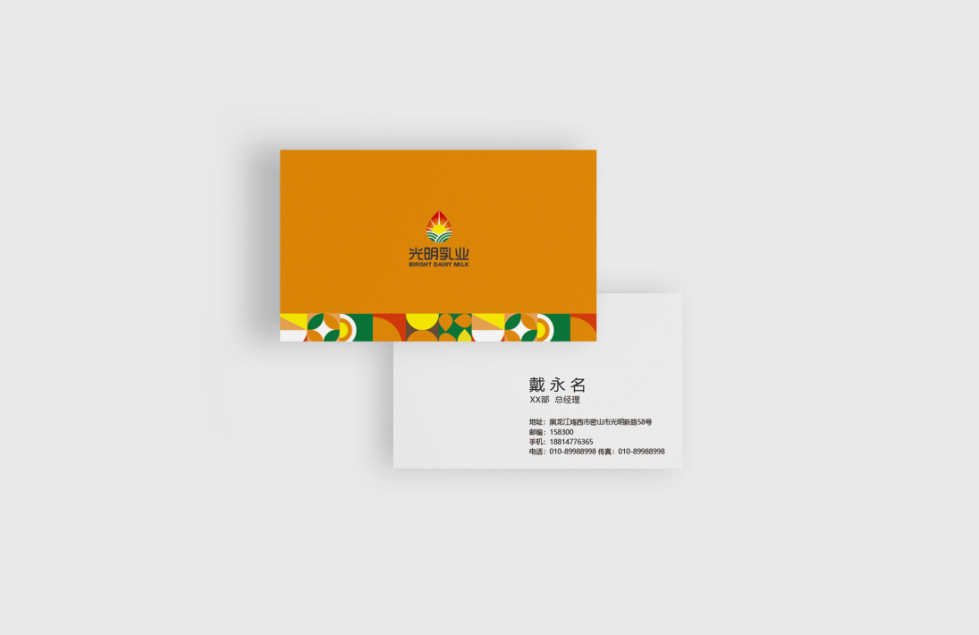 光明乳业
BIRGHT DAIRY MILK
戴永名
XX部 总经理
地址：黑龙江鸡西市密山市光明新路58号
邮编：158300
手机：18814776365
电话：010-89988998 传真：010-89988998